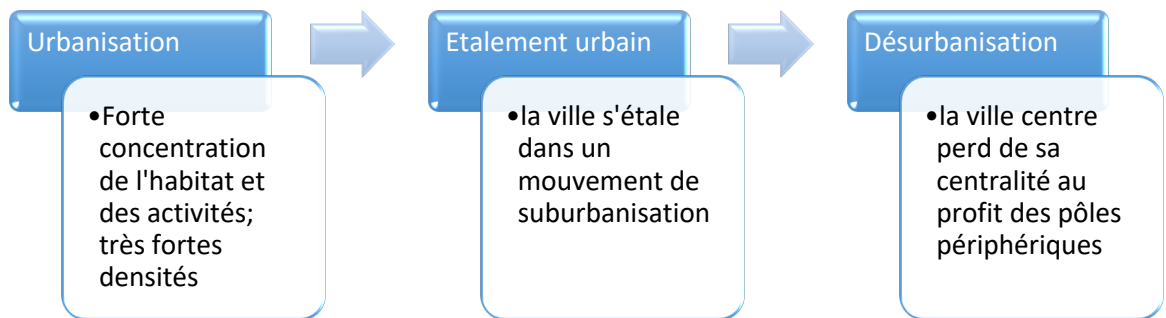 Urbanisation
•Forte
concentration
de l'habitat et
des activités;
très fortes
densités
Etalement urbain
•la ville s'étale
dans un
mouvement de
suburbanisation
Désurbanisation
•la ville centre
perd de sa
centralité au
profit des pôles
périphériques